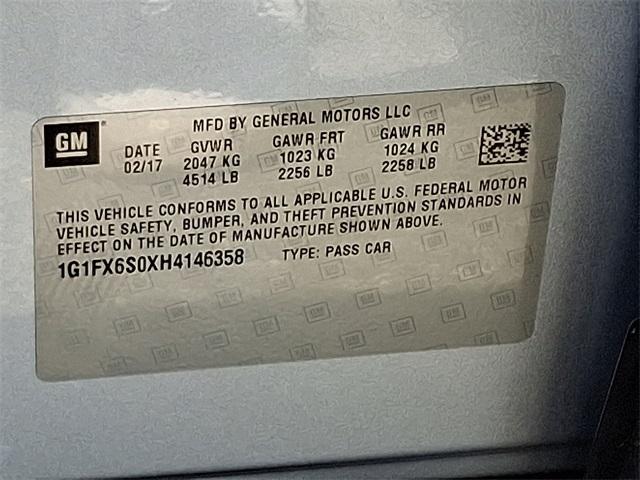 GM
MFD BY GENERAL MOTORS LLC
DATE GVWR GAWR FRT GAWR RR
02/17 2047 KG 1023 KG 1024 KG
4514 LB 2256 LB 2258 LB
THIS VEHICLE CONFORMS TO ALL APPLICABLE U.S. FEDERAL MOTOR
VEHICLE SAFETY, BUMPER, AND THEFT PREVENTION STANDARDS IN
EFFECT ON THE DATE OF MANUFACTURE SHOWN ABOVE.
1G1FX6S0XH4146358 TYPE: PASS CAR